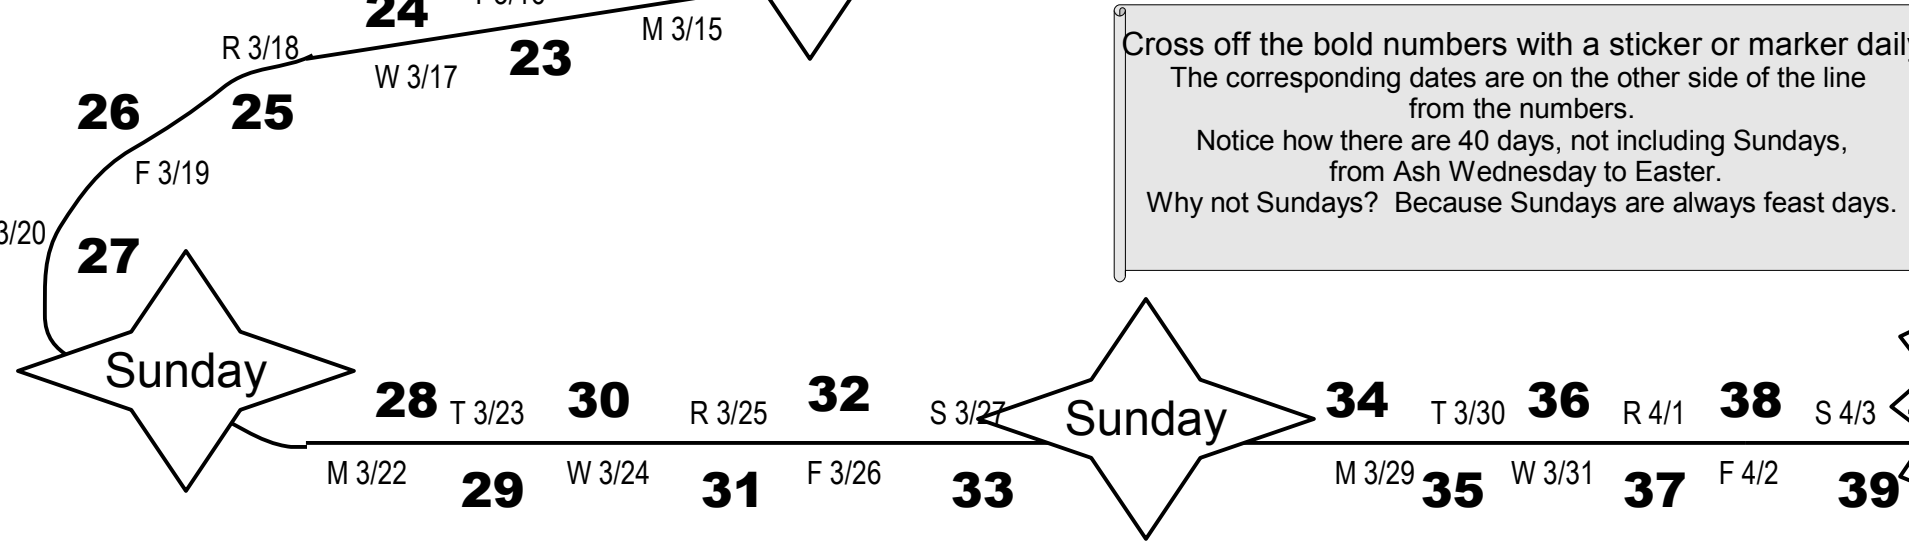 24
M 3/15
R 3/18
W 3/17
23
26
25
F 3/19
3/20
27
Cross off the bold numbers with a sticker or marker daily
The corresponding dates are on the other side of the line
from the numbers.
Notice how there are 40 days, not including Sundays,
from Ash Wednesday to Easter.
Why not Sundays?  Because Sundays are always feast days.
Sunday
28 T 3/23 30 R 3/25 32 S 3/27
M 3/22 29 W 3/24 31 F 3/26 33
Sunday
34 T 3/30 36 R 4/1 38 S 4/3
M 3/29 35 W 3/31 37 F 4/2 39